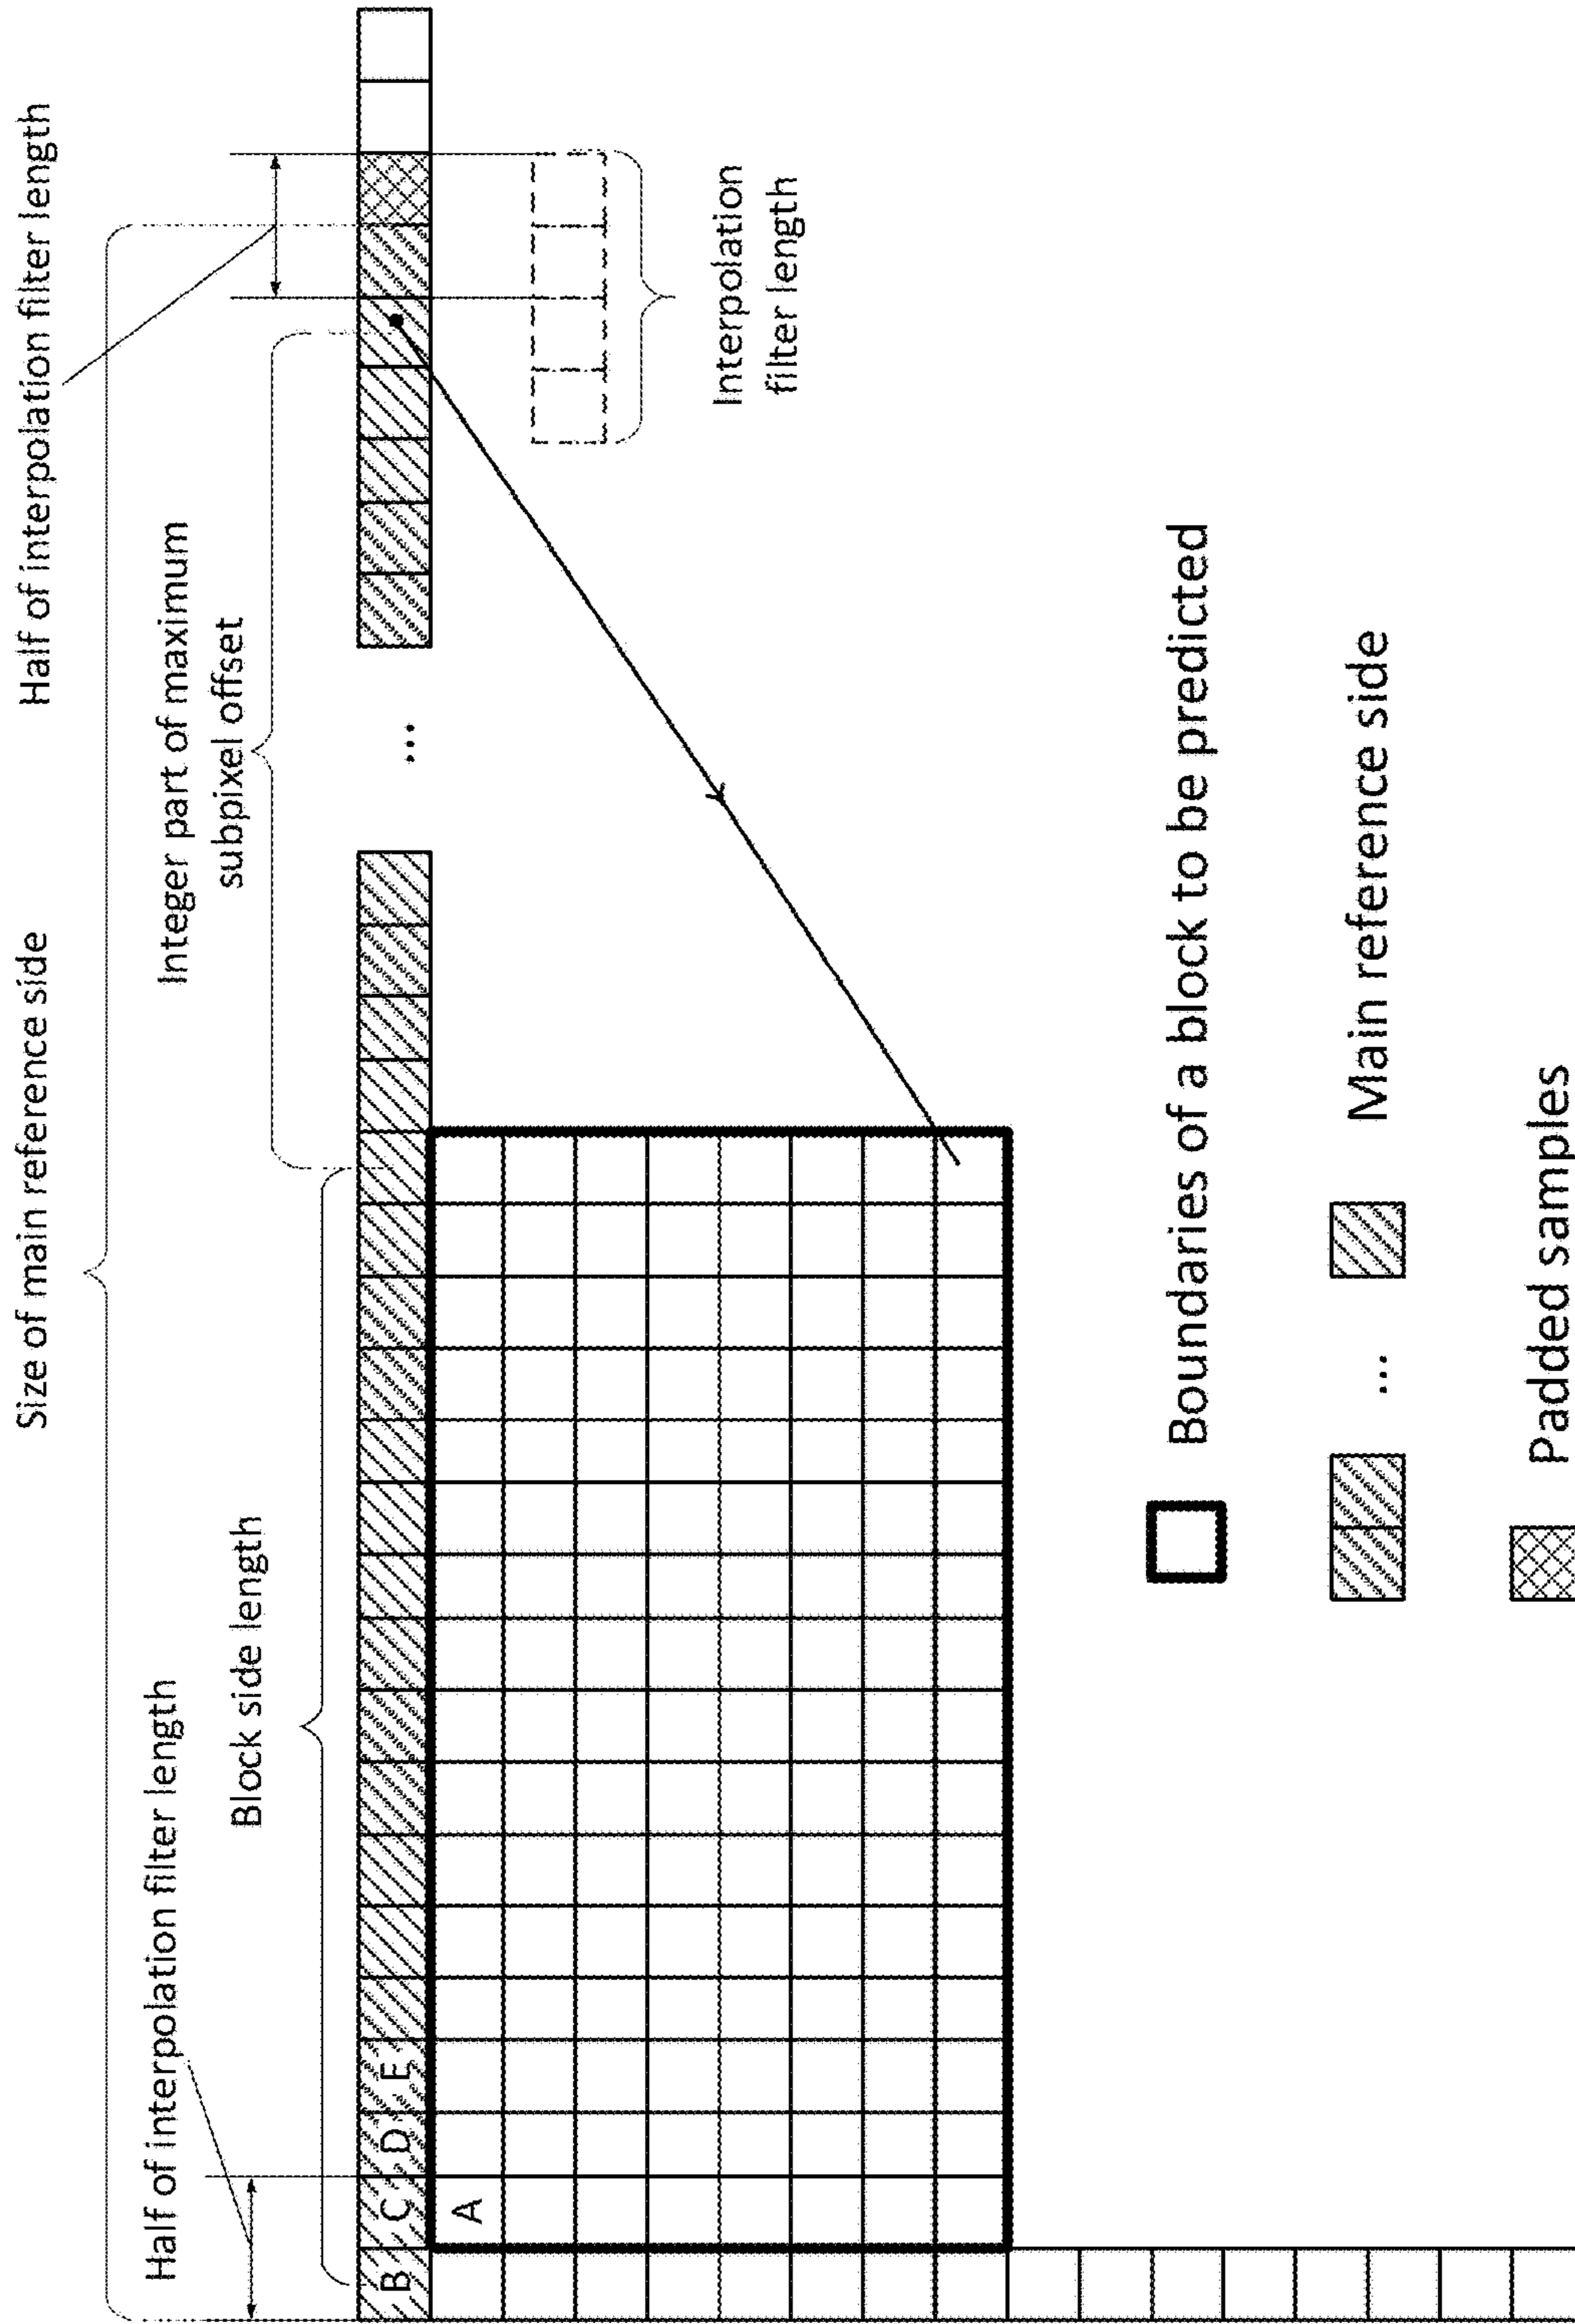 Size of main reference side
Half of interpolation filter length
Half of interpolation filter length
Integer part of maximum
subpixel offset
Block side length
B C D E
...
A
Interpolation
filter length
Boundaries of a block to be predicted
...
Main reference side
Padded samples